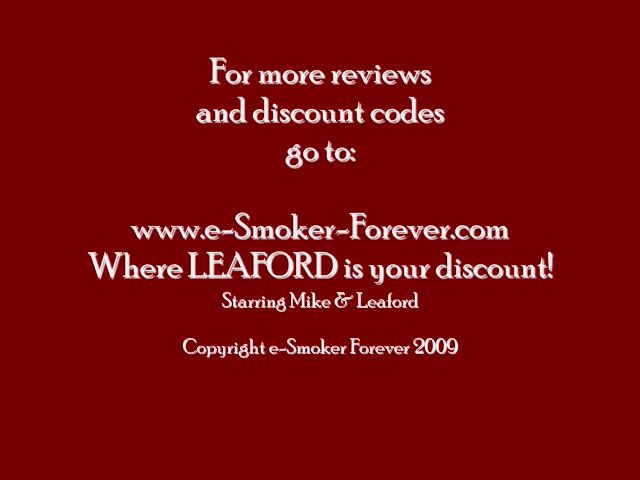 For more reviews
and discount codes
go to:
www.e-Smoker-Forever.com
Where LEAFORD is your discount!
Starring Mike & Leaford
Copyright e-Smoker Forever 2009